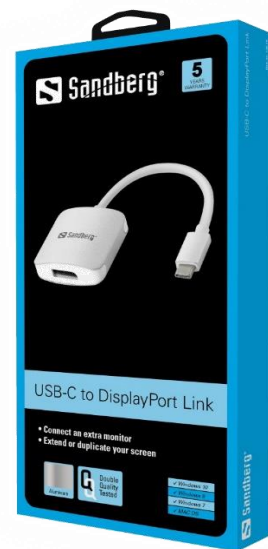 Sandberg®
5
YEARS
WARRANTY
USB-C to DisplayPort Link
Sandberg
USB-C to DisplayPort Link
• Connect an extra monitor
• Extend or duplicate your screen
Double
Quality
Tested
Windows 10
Windows 8
Windows 7
Sandberg